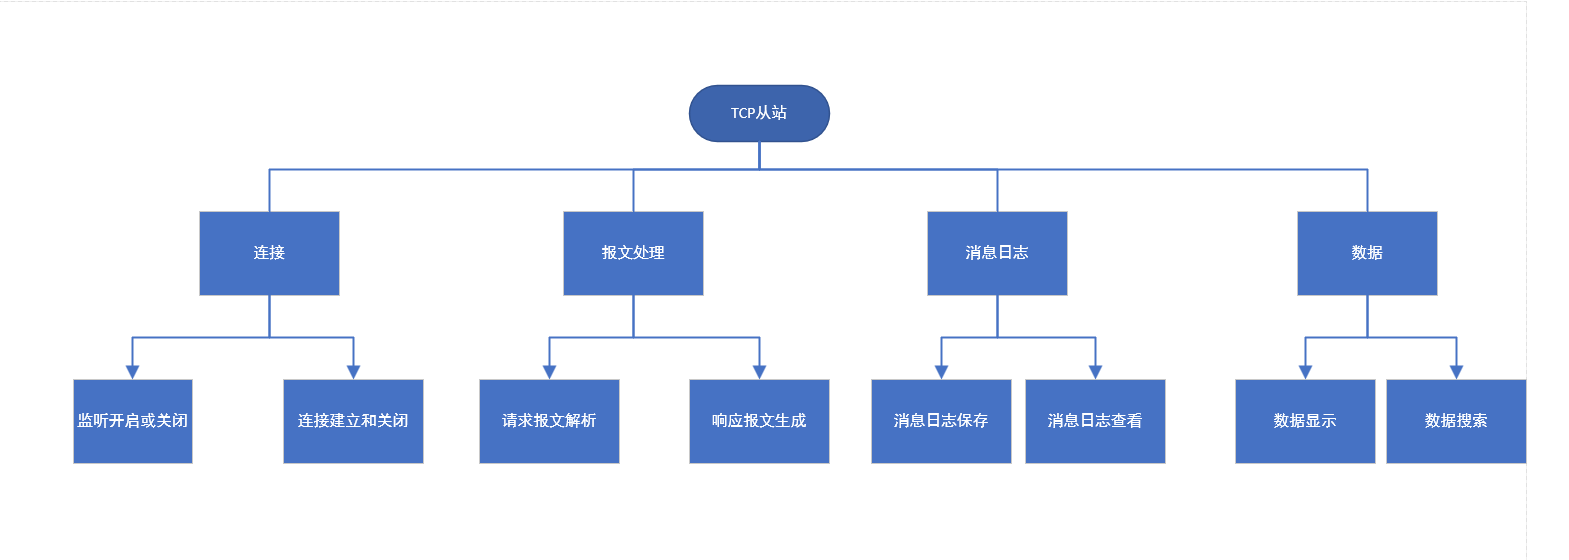 TCP从站
连接
报文处理
消息日志
数据
监听开启或关闭
连接建立和关闭
请求报文解析
响应报文生成
消息日志保存
消息日志查看
数据显示
数据搜索